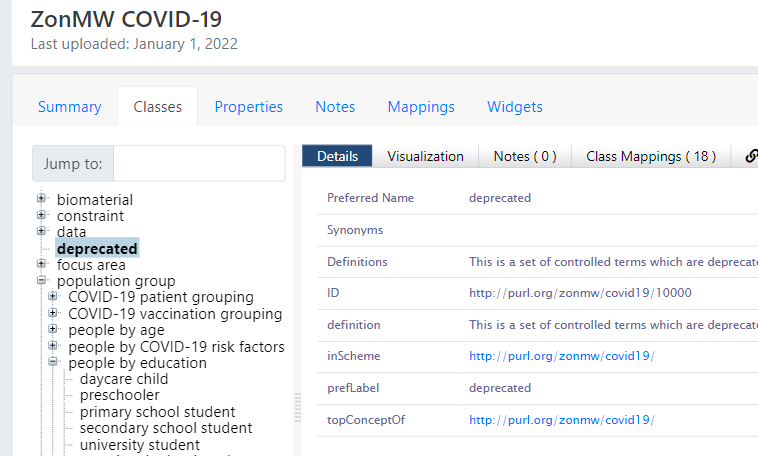 ZonMW COVID-19
Last uploaded: January 1, 2022
Summary Classes Properties Notes Mappings Widgets
Jump to:
biomaterial
constraint
data
deprecated
focus area
population group
COVID-19 patient grouping
COVID-19 vaccination grouping
people by age
people by COVID-19 risk factors
people by education
daycare child
preschooler
primary school student
secondary school student
university student
Details Visualization Notes ( 0 ) Class Mappings ( 18 )
Preferred Name deprecated
Synonyms
Definitions This is a set of controlled terms which are deprecate
ID http://purl.org/zonmw/covid19/10000
definition This is a set of controlled terms which are deprecate
inScheme http://purl.org/zonmw/covid19/
prefLabel deprecated
topConceptOf http://purl.org/zonmw/covid19/